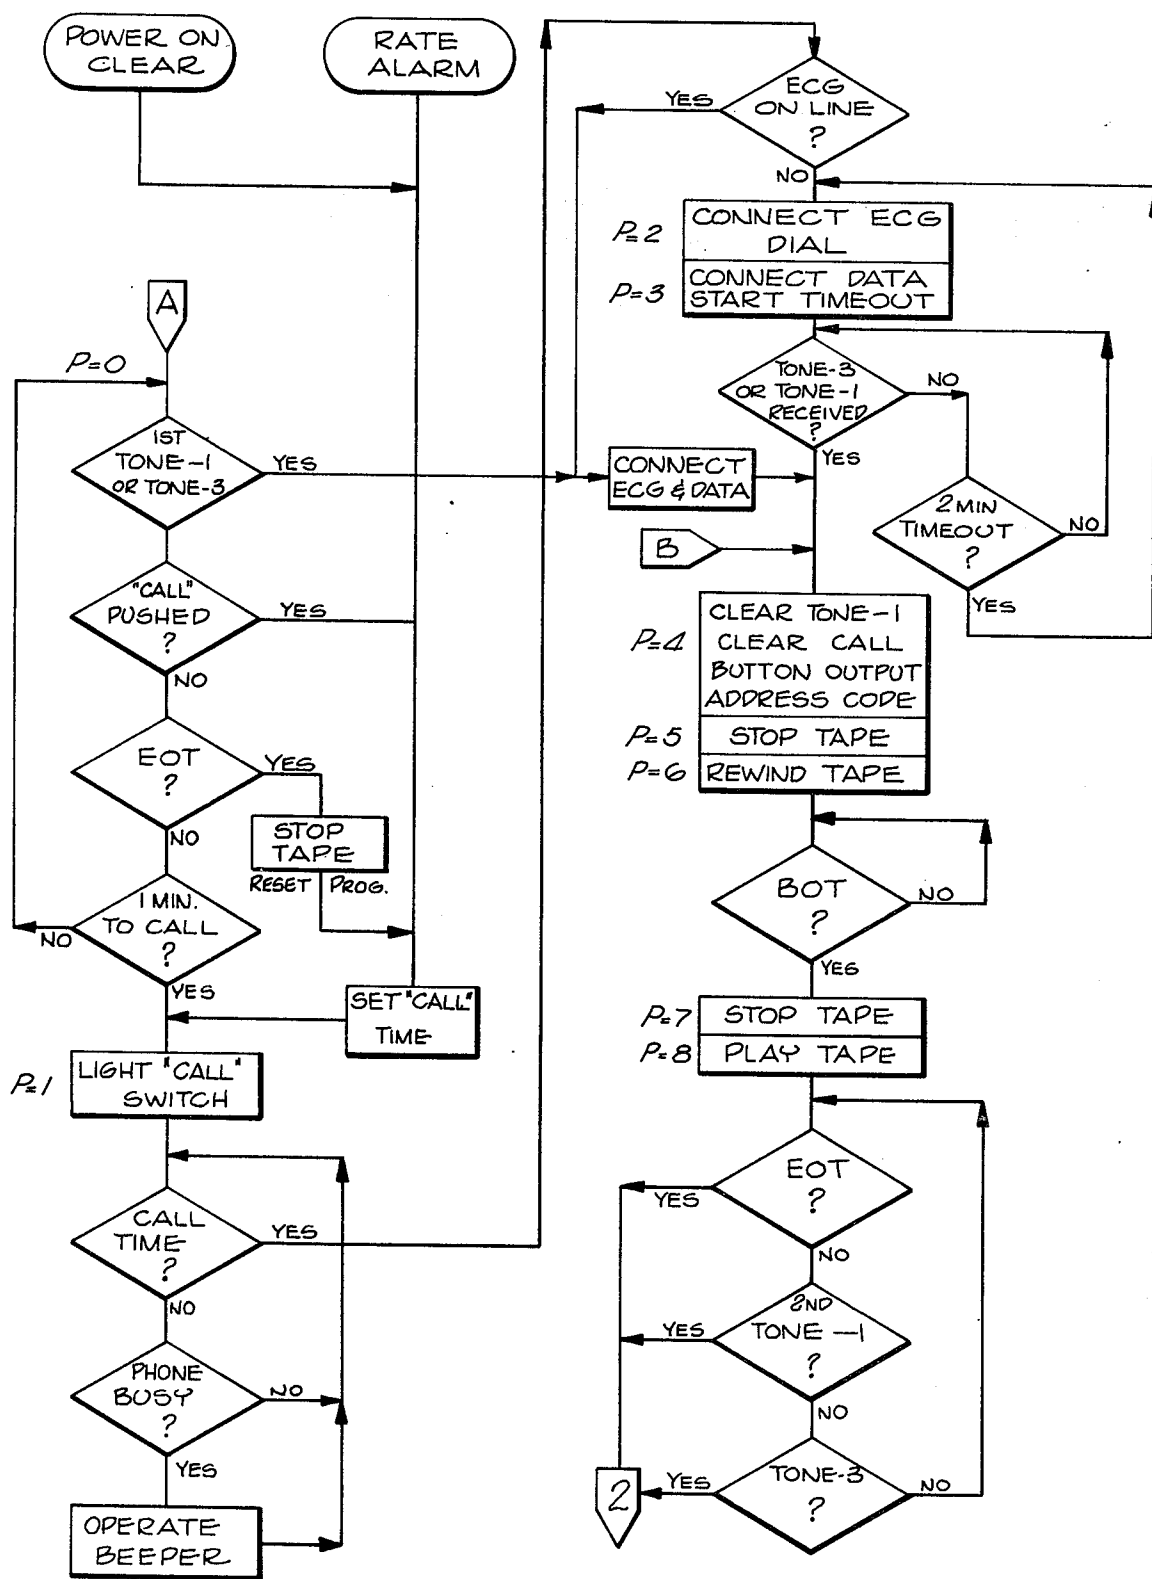 POWER ON
CLEAR
RATE
ALARM
A
P=0
1ST
TONE-1
OR TONE-3
YES
"CALL"
PUSHED
?
YES
NO
EOT
?
YES
NO
STOP
TAPE
RESET PROG.
1 MIN.
TO CALL
?
NO
YES
SET "CALL"
TIME
P=1
LIGHT "CALL"
SWITCH
CALL
TIME
?
YES
NO
PHONE
BUSY
?
NO
YES
OPERATE
BEEPER
ECG
ON LINE
?
YES
NO
P=2
CONNECT ECG
DIAL
P=3
CONNECT DATA
START TIMEOUT
TONE-3
OR TONE-1
RECEIVED
?
NO
YES
CONNECT
ECG & DATA
2 MIN
TIMEOUT
?
NO
YES
B
P=4
CLEAR TONE-1
CLEAR CALL
BUTTON OUTPUT
ADDRESS CODE
P=5
STOP TAPE
P=6
REWIND TAPE
BOT
?
NO
YES
P=7
STOP TAPE
P=8
PLAY TAPE
EOT
?
YES
NO
2ND
TONE-1
?
YES
NO
TONE-3
?
YES
NO
2